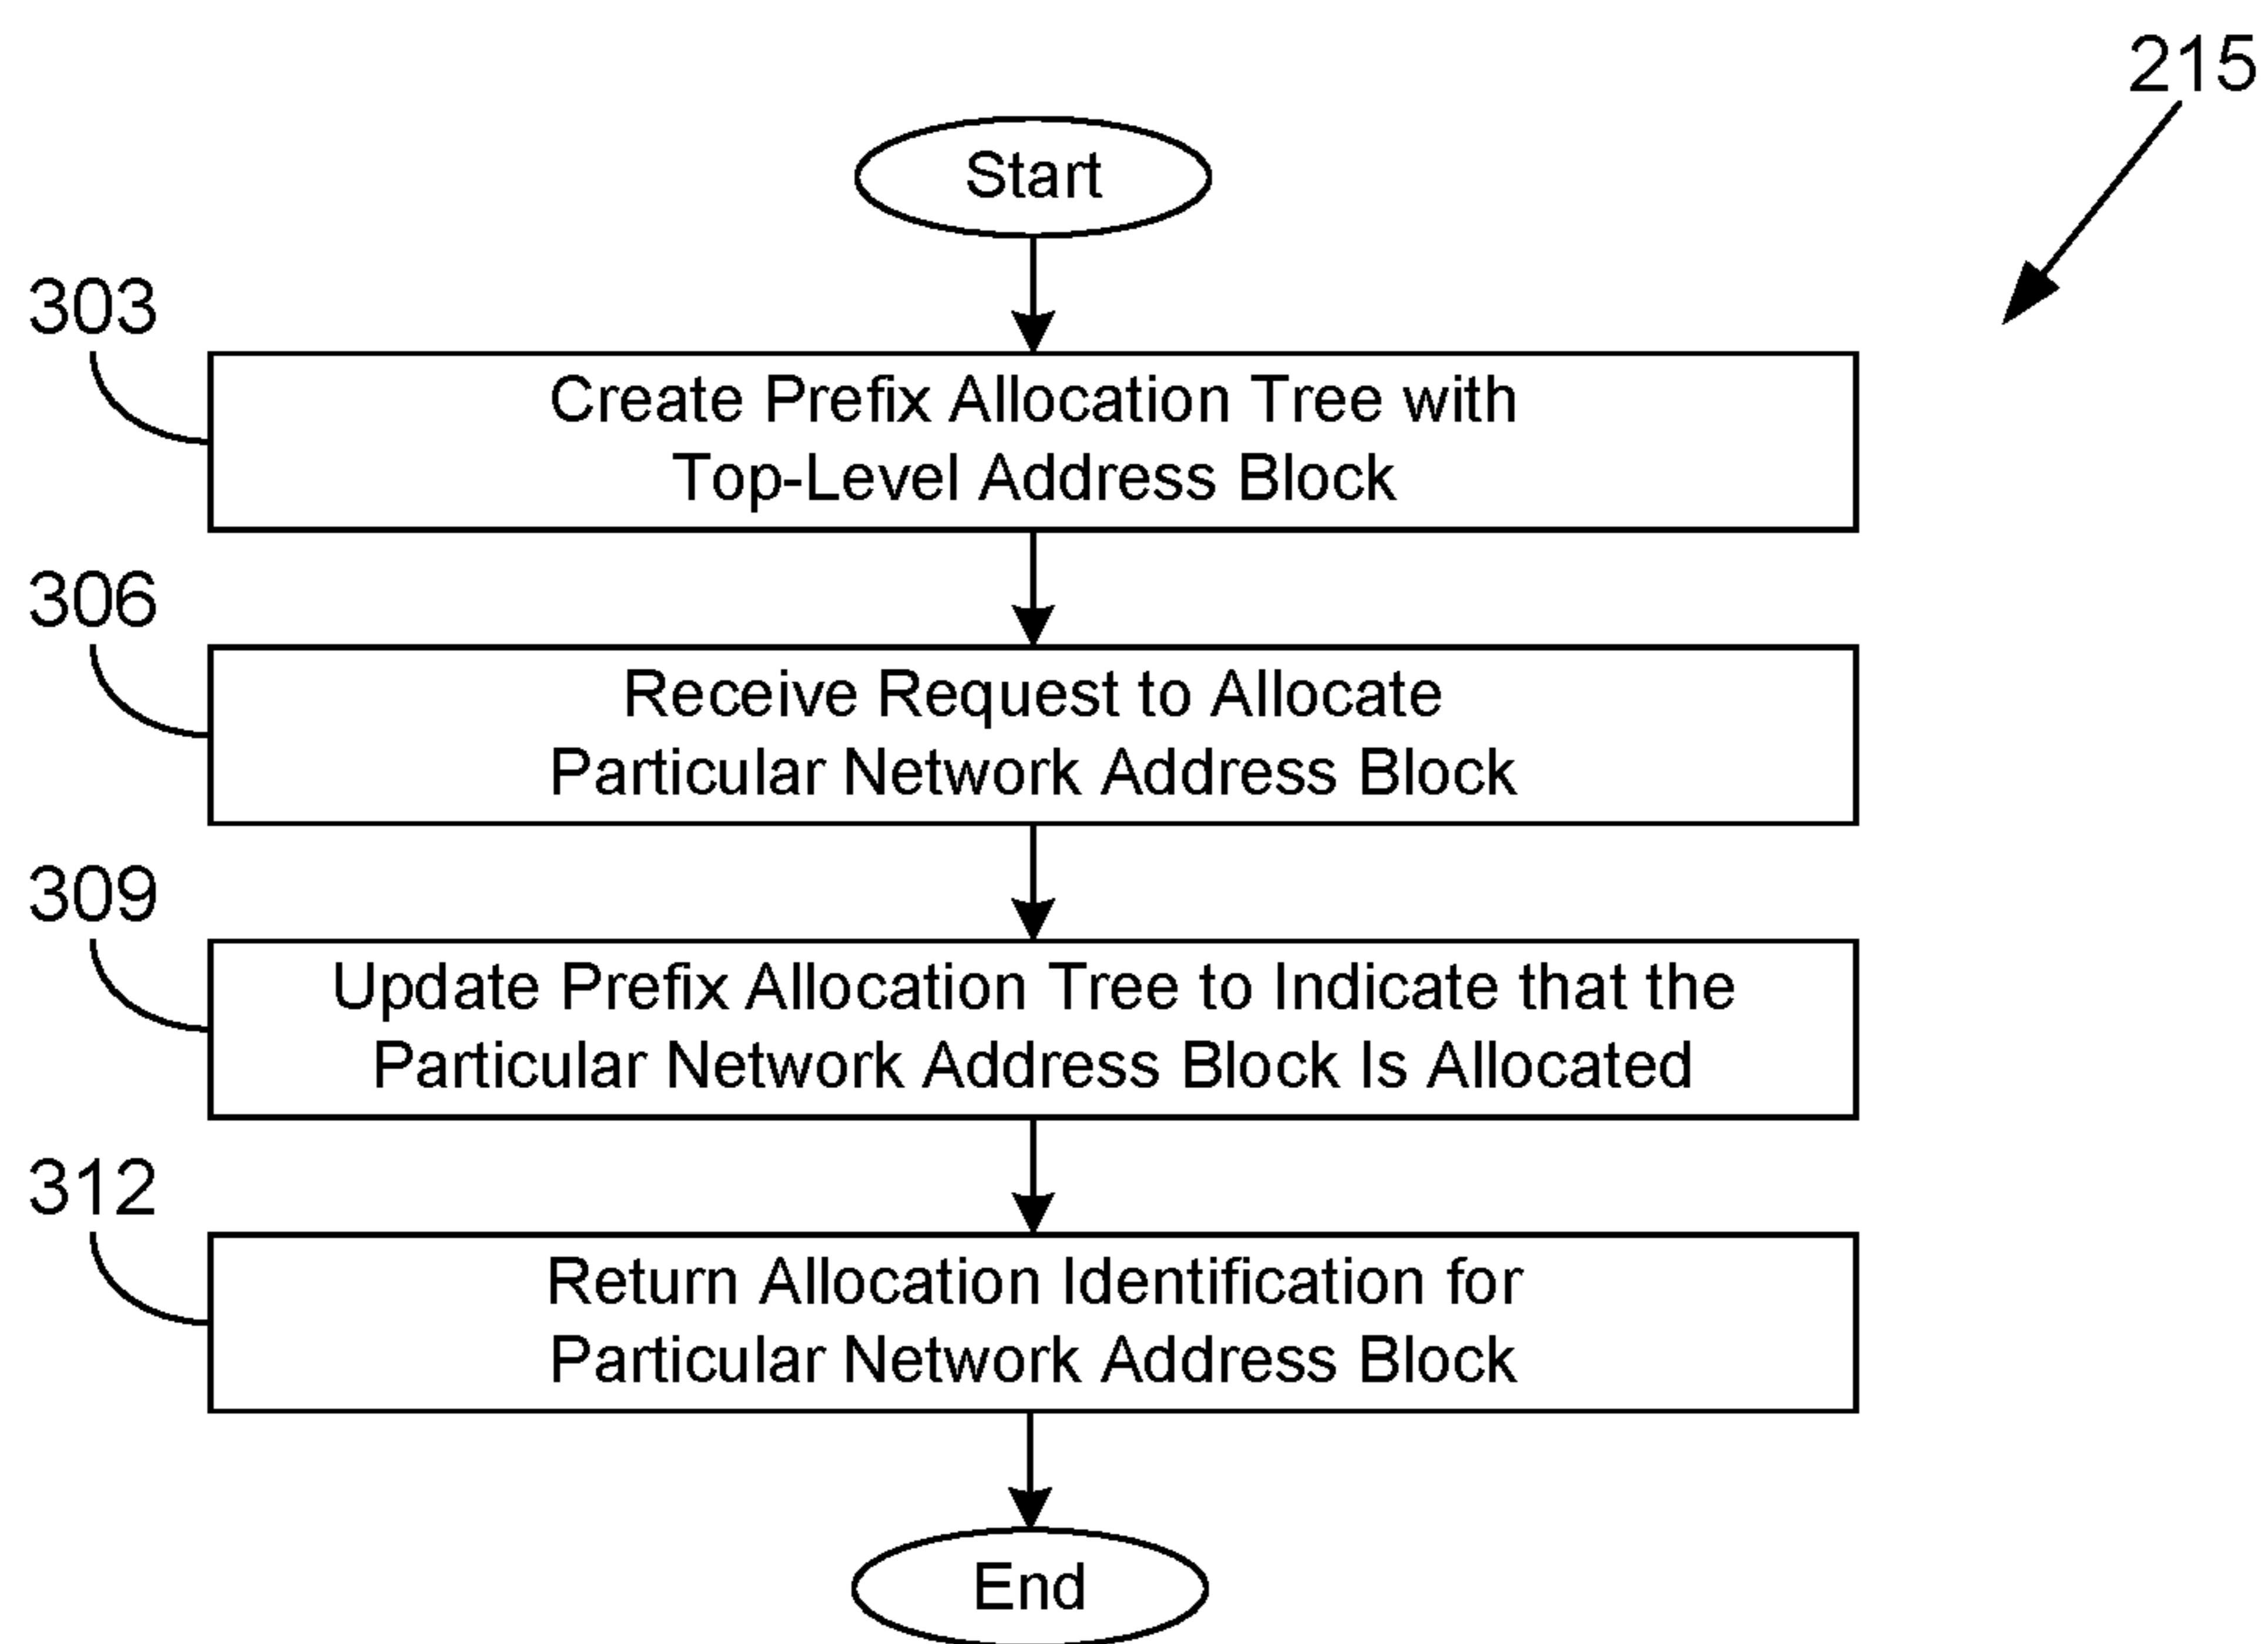 215
Start
303
Create Prefix Allocation Tree with
Top-Level Address Block
306
Receive Request to Allocate
Particular Network Address Block
309
Update Prefix Allocation Tree to Indicate that the
Particular Network Address Block Is Allocated
312
Return Allocation Identification for
Particular Network Address Block
End